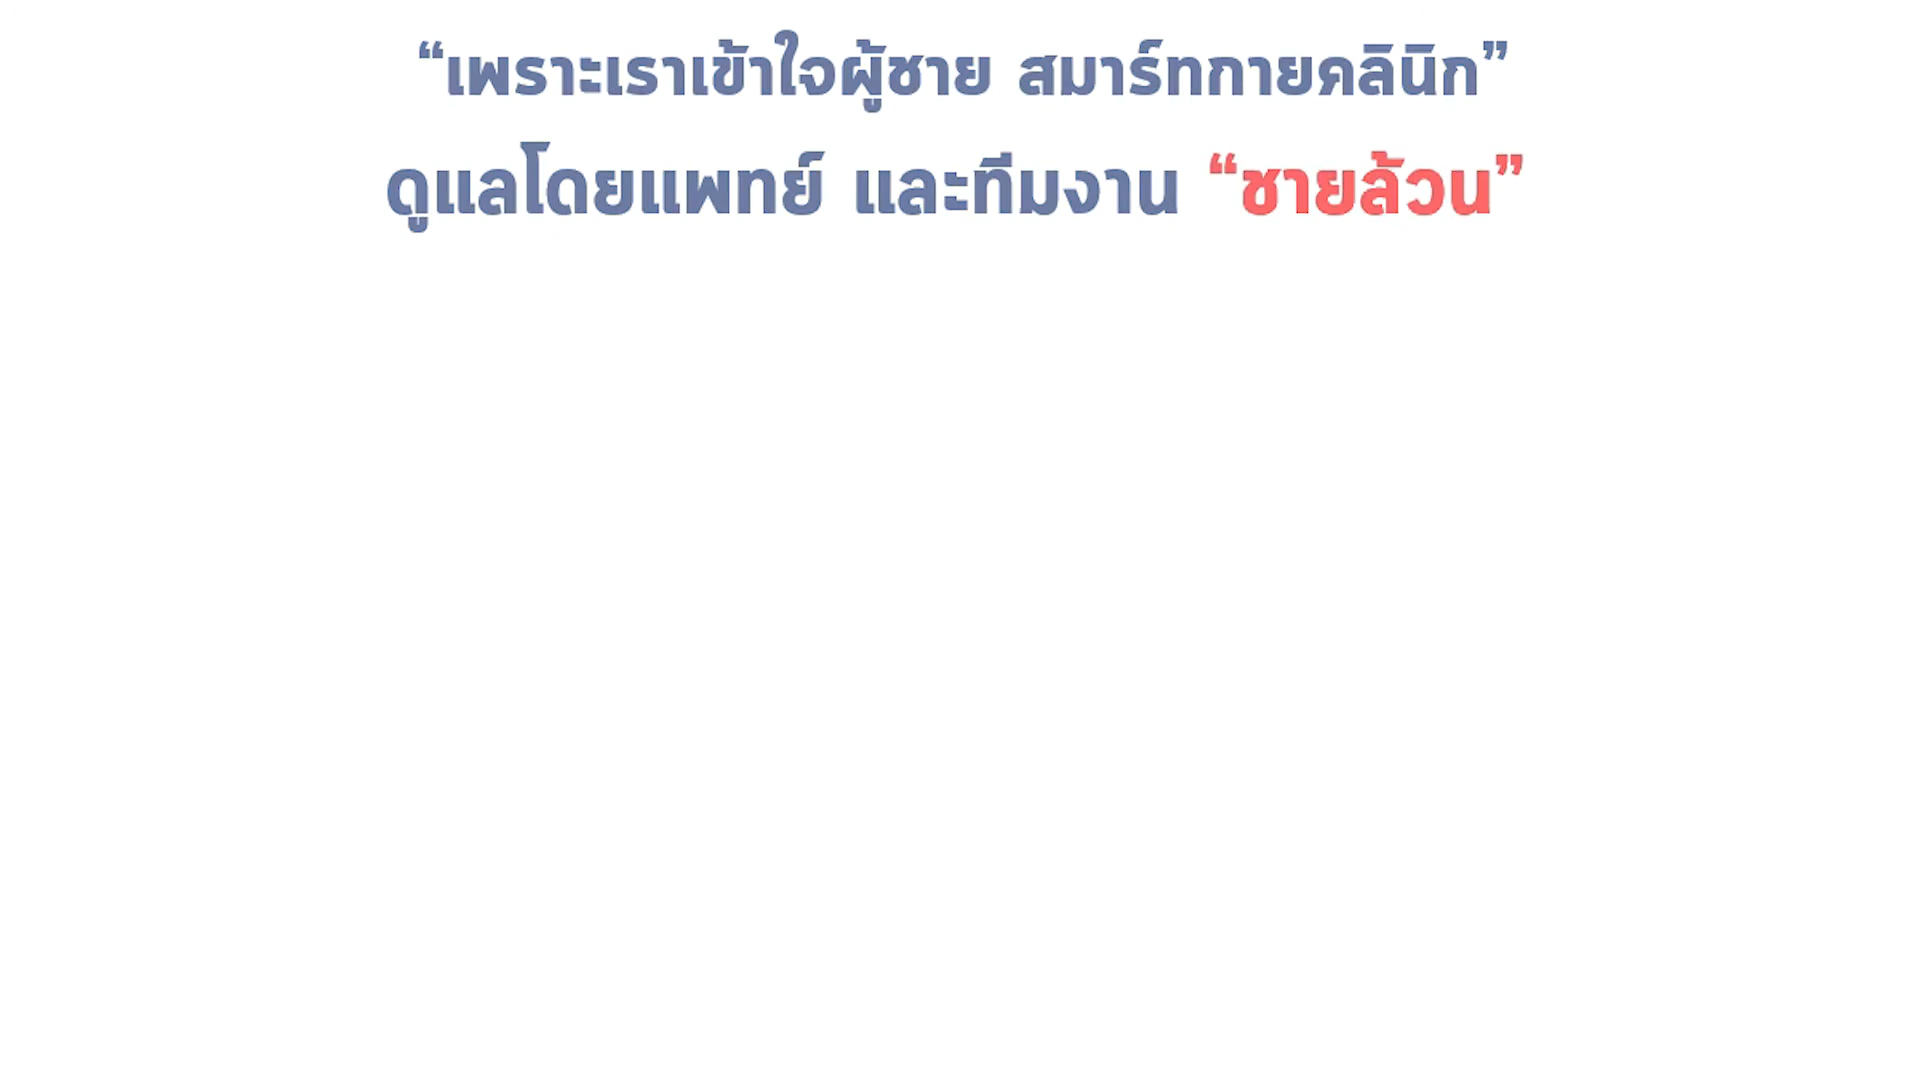 “เพราะเราเข้าใจผู้ชาย สมาร์ทกายคลินิก”
ดูแลโดยแพทย์ และทีมงาน “ชายล้วน”